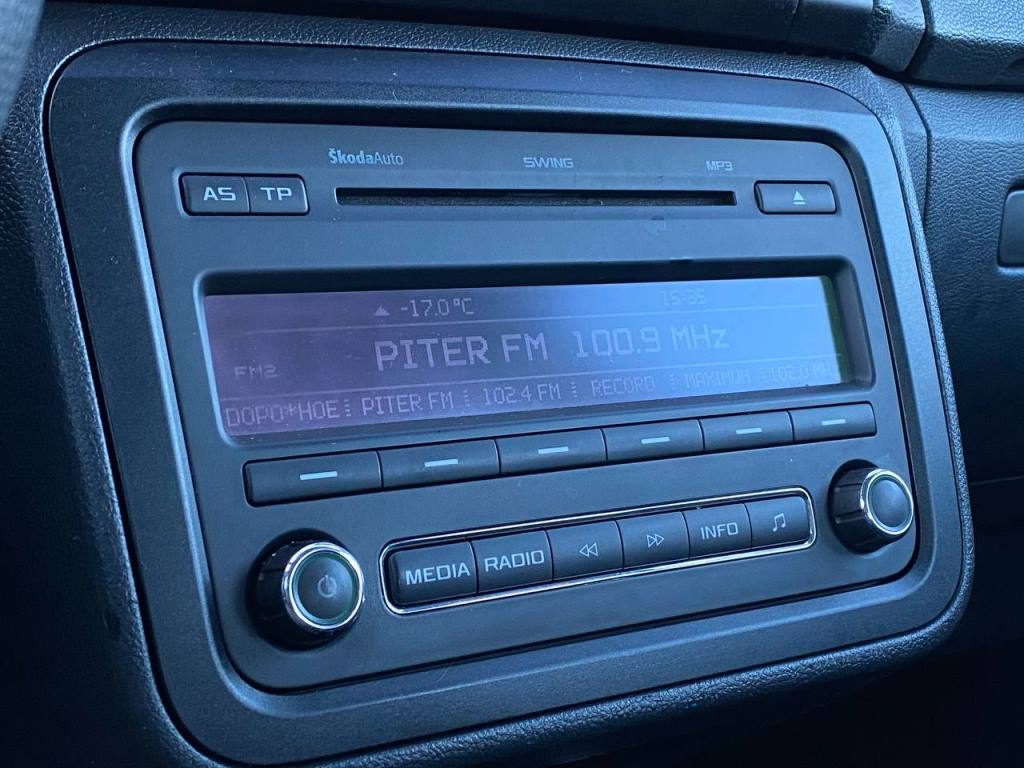 ŠkodaAuto SWING MP3
AS TP
-17.0°C 15:35
PITER FM 100.9 MHz
FM2
DOPO*HOE PITER FM 102.4 FM RECORD MAXIMUM 102.0 MHz
MEDIA RADIO INFO